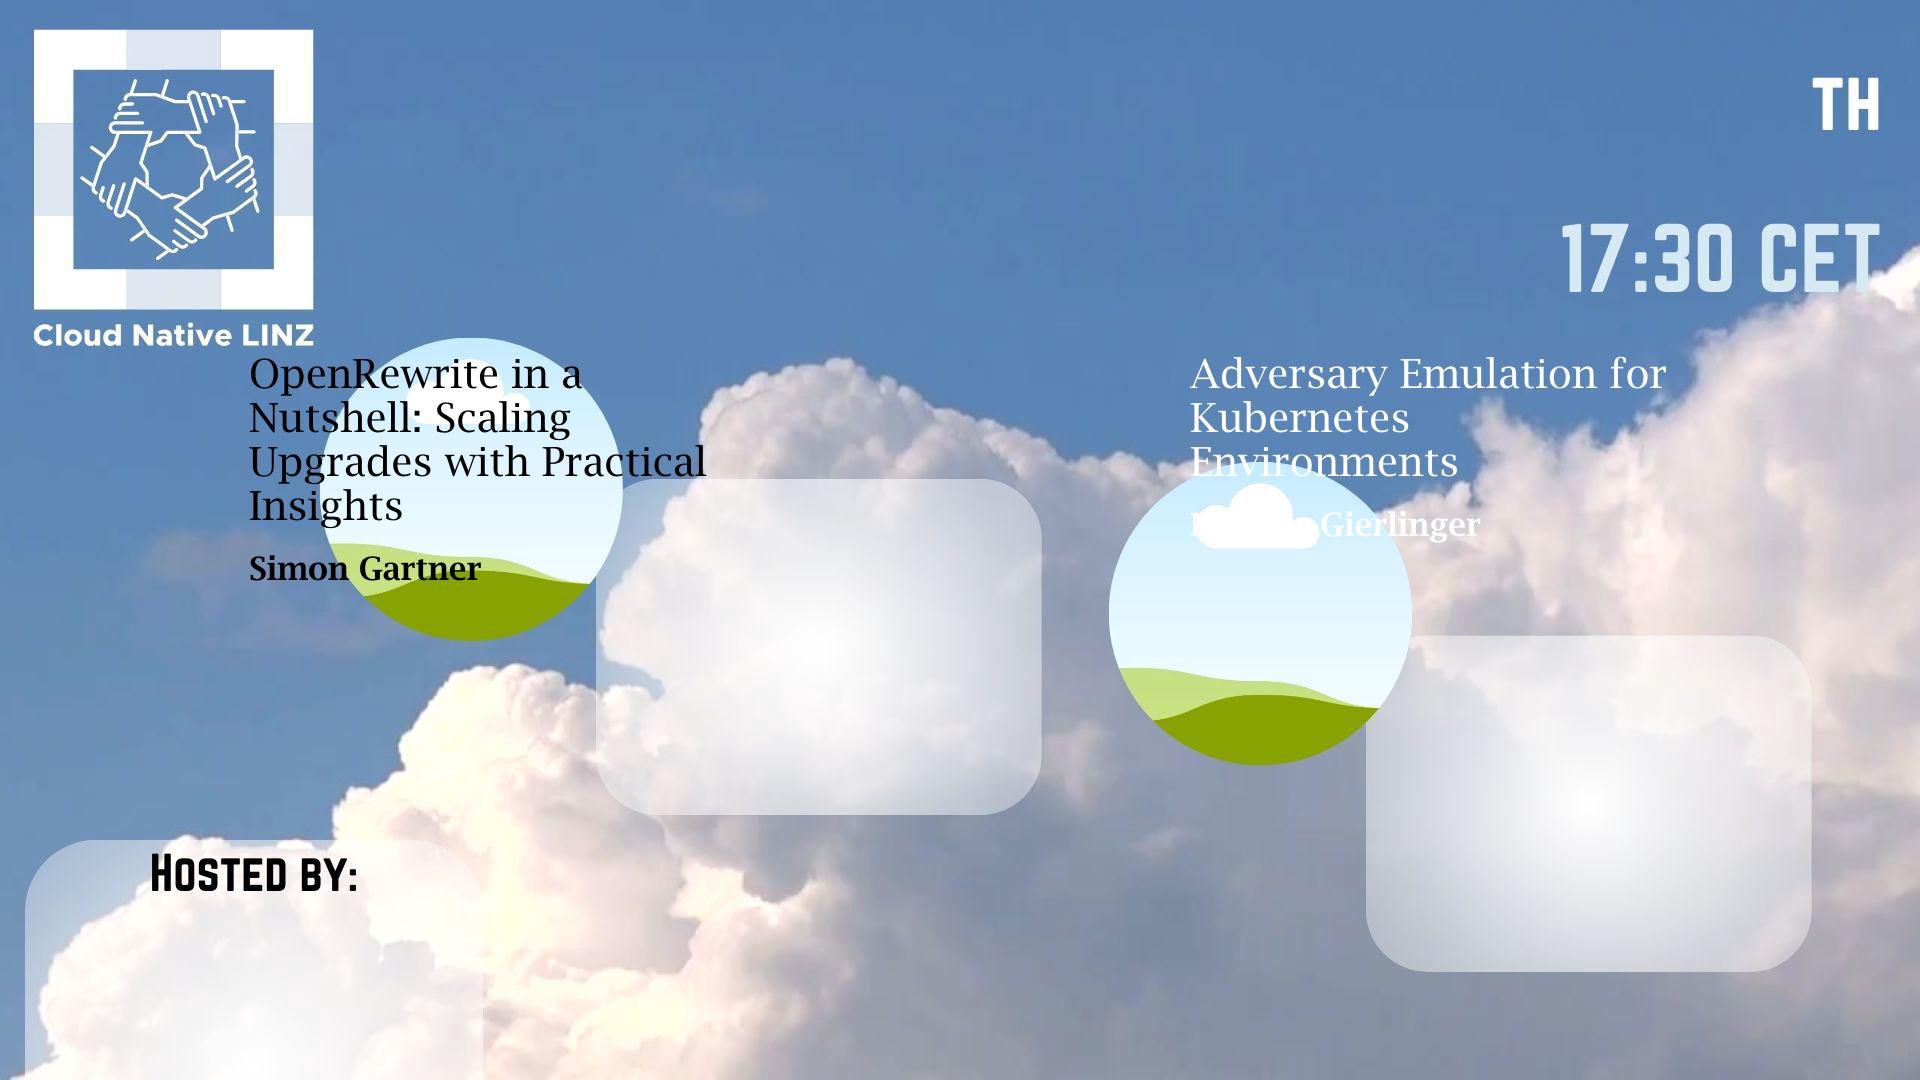 TH
17:30 CET
Cloud Native LINZ
OpenRewrite in a
Nutshell: Scaling
Upgrades with Practical
Insights
Simon Gartner
Adversary Emulation for
Kubernetes
Environments
Gierlinger
Hosted by: